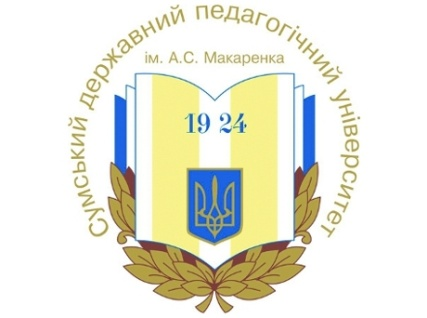 Сумський державний педагогічний університет
ім. А.С. Макаренка
19 24